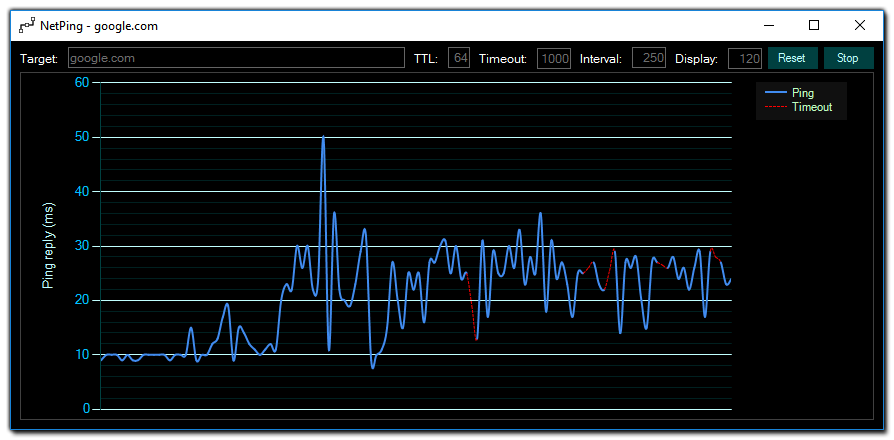 NetPing - google.com
Target: google.com TTL: 64 Timeout: 1000 Interval: 250 Display: 120 Reset Stop
Ping
Timeout
60
50
40
30
20
10
0
Ping reply (ms)